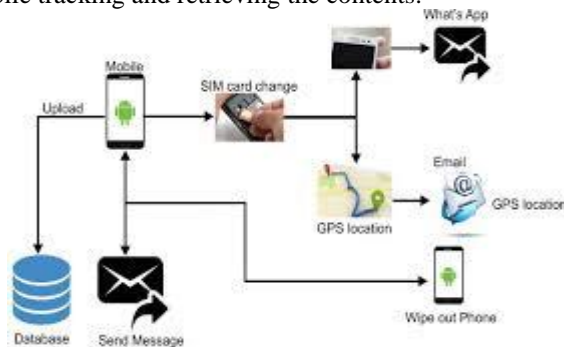 bile tracking and retrieving the contents.
What's App
Mobile
SIM card change
Upload
Email
@
GPS location
GPS location
Wipe out Phone
Database
Send Message